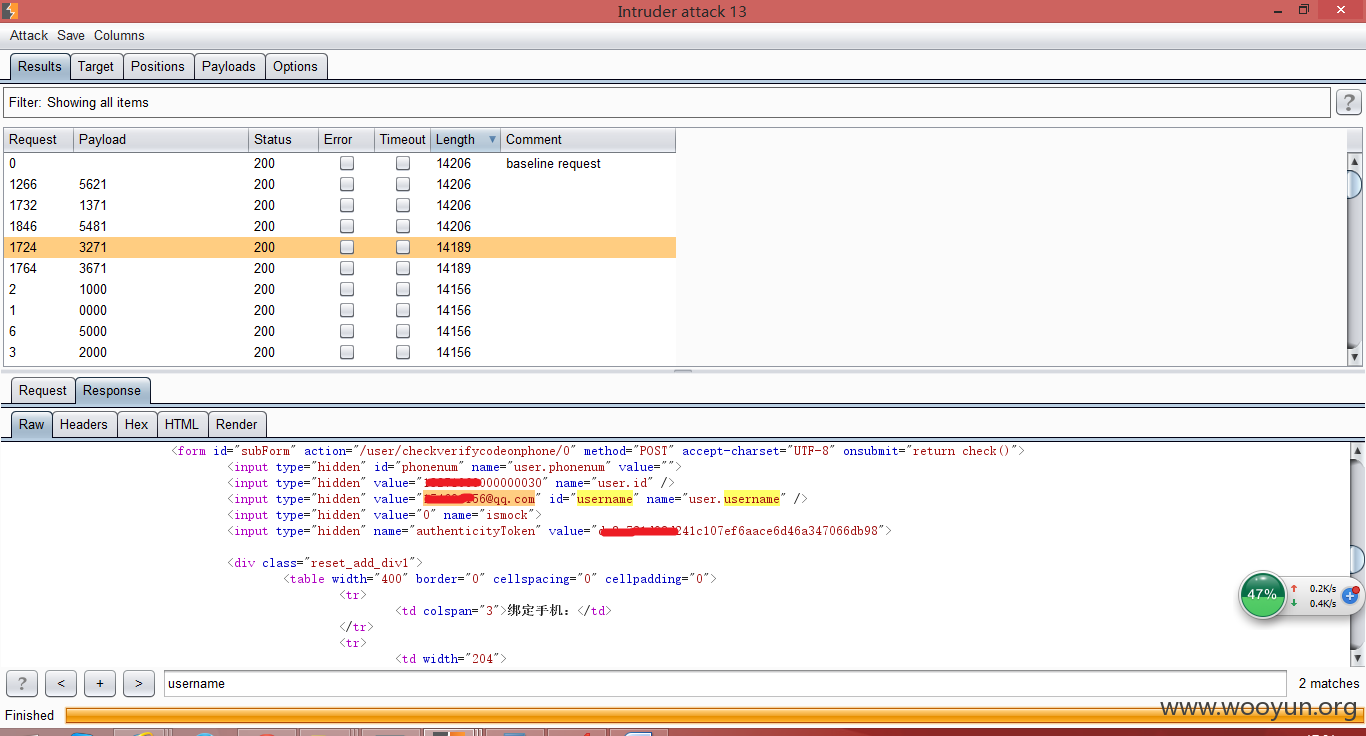 Intruder attack 13
Attack Save Columns
Results Target Positions Payloads Options
Filter: Showing all items ?
Request Payload Status Error Timeout Length Comment
0 200 14206 baseline request
1266 5621 200 14206
1732 1371 200 14206
1846 5481 200 14206
1724 3271 200 14189
1764 3671 200 14189
2 1000 200 14156
1 0000 200 14156
6 5000 200 14156
3 2000 200 14156
Request Response
Raw Headers Hex HTML Render
<form id="subForm" action="/user/checkverifycodeonphone/0" method="POST" accept-charset="UTF-8" onsubmit="return check()">
<input type="hidden" id="phonenum" name="user.phonenum" value="">
<input type="hidden" value="000000030" name="user.id" />
<input type="hidden" value="56@qq.com" id="username" name="user.username" />
<input type="hidden" value="0" name="ismock">
<input type="hidden" name="authenticityToken" value="241c107ef6aace6d46a347066db98">
<div class="reset_add_div1">
<table width="400" border="0" cellspacing="0" cellpadding="0">
<tr>
<td colspan="3">绑定手机：</td>
</tr>
<tr>
<td width="204">
47% 0.2K/s
0.4K/s
? < + > username 2 matches
Finished
www.wooyun.org